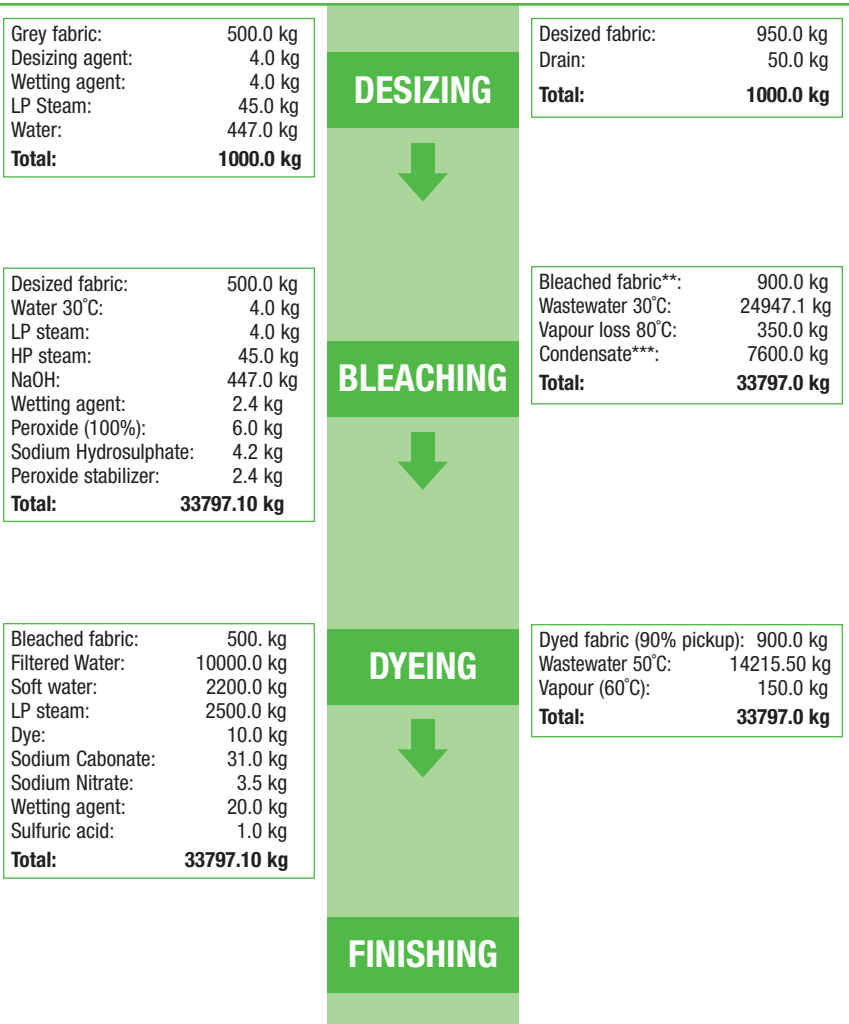 Grey fabric: 500.0 kg
Desizing agent: 4.0 kg
Wetting agent: 4.0 kg
LP Steam: 45.0 kg
Water: 447.0 kg
Total: 1000.0 kg
DESIZING
Desized fabric: 950.0 kg
Drain: 50.0 kg
Total: 1000.0 kg
Desized fabric: 500.0 kg
Water 30˚C: 4.0 kg
LP steam: 4.0 kg
HP steam: 45.0 kg
NaOH: 447.0 kg
Wetting agent: 2.4 kg
Peroxide (100%): 6.0 kg
Sodium Hydrosulphate: 4.2 kg
Peroxide stabilizer: 2.4 kg
Total: 33797.10 kg
BLEACHING
Bleached fabric**: 900.0 kg
Wastewater 30˚C: 24947.1 kg
Vapour loss 80˚C: 350.0 kg
Condensate***: 7600.0 kg
Total: 33797.0 kg
Bleached fabric: 500. kg
Filtered Water: 10000.0 kg
Soft water: 2200.0 kg
LP steam: 2500.0 kg
Dye: 10.0 kg
Sodium Cabonate: 31.0 kg
Sodium Nitrate: 3.5 kg
Wetting agent: 20.0 kg
Sulfuric acid: 1.0 kg
Total: 33797.10 kg
DYEING
Dyed fabric (90% pickup): 900.0 kg
Wastewater 50˚C: 14215.50 kg
Vapour (60˚C): 150.0 kg
Total: 33797.0 kg
FINISHING